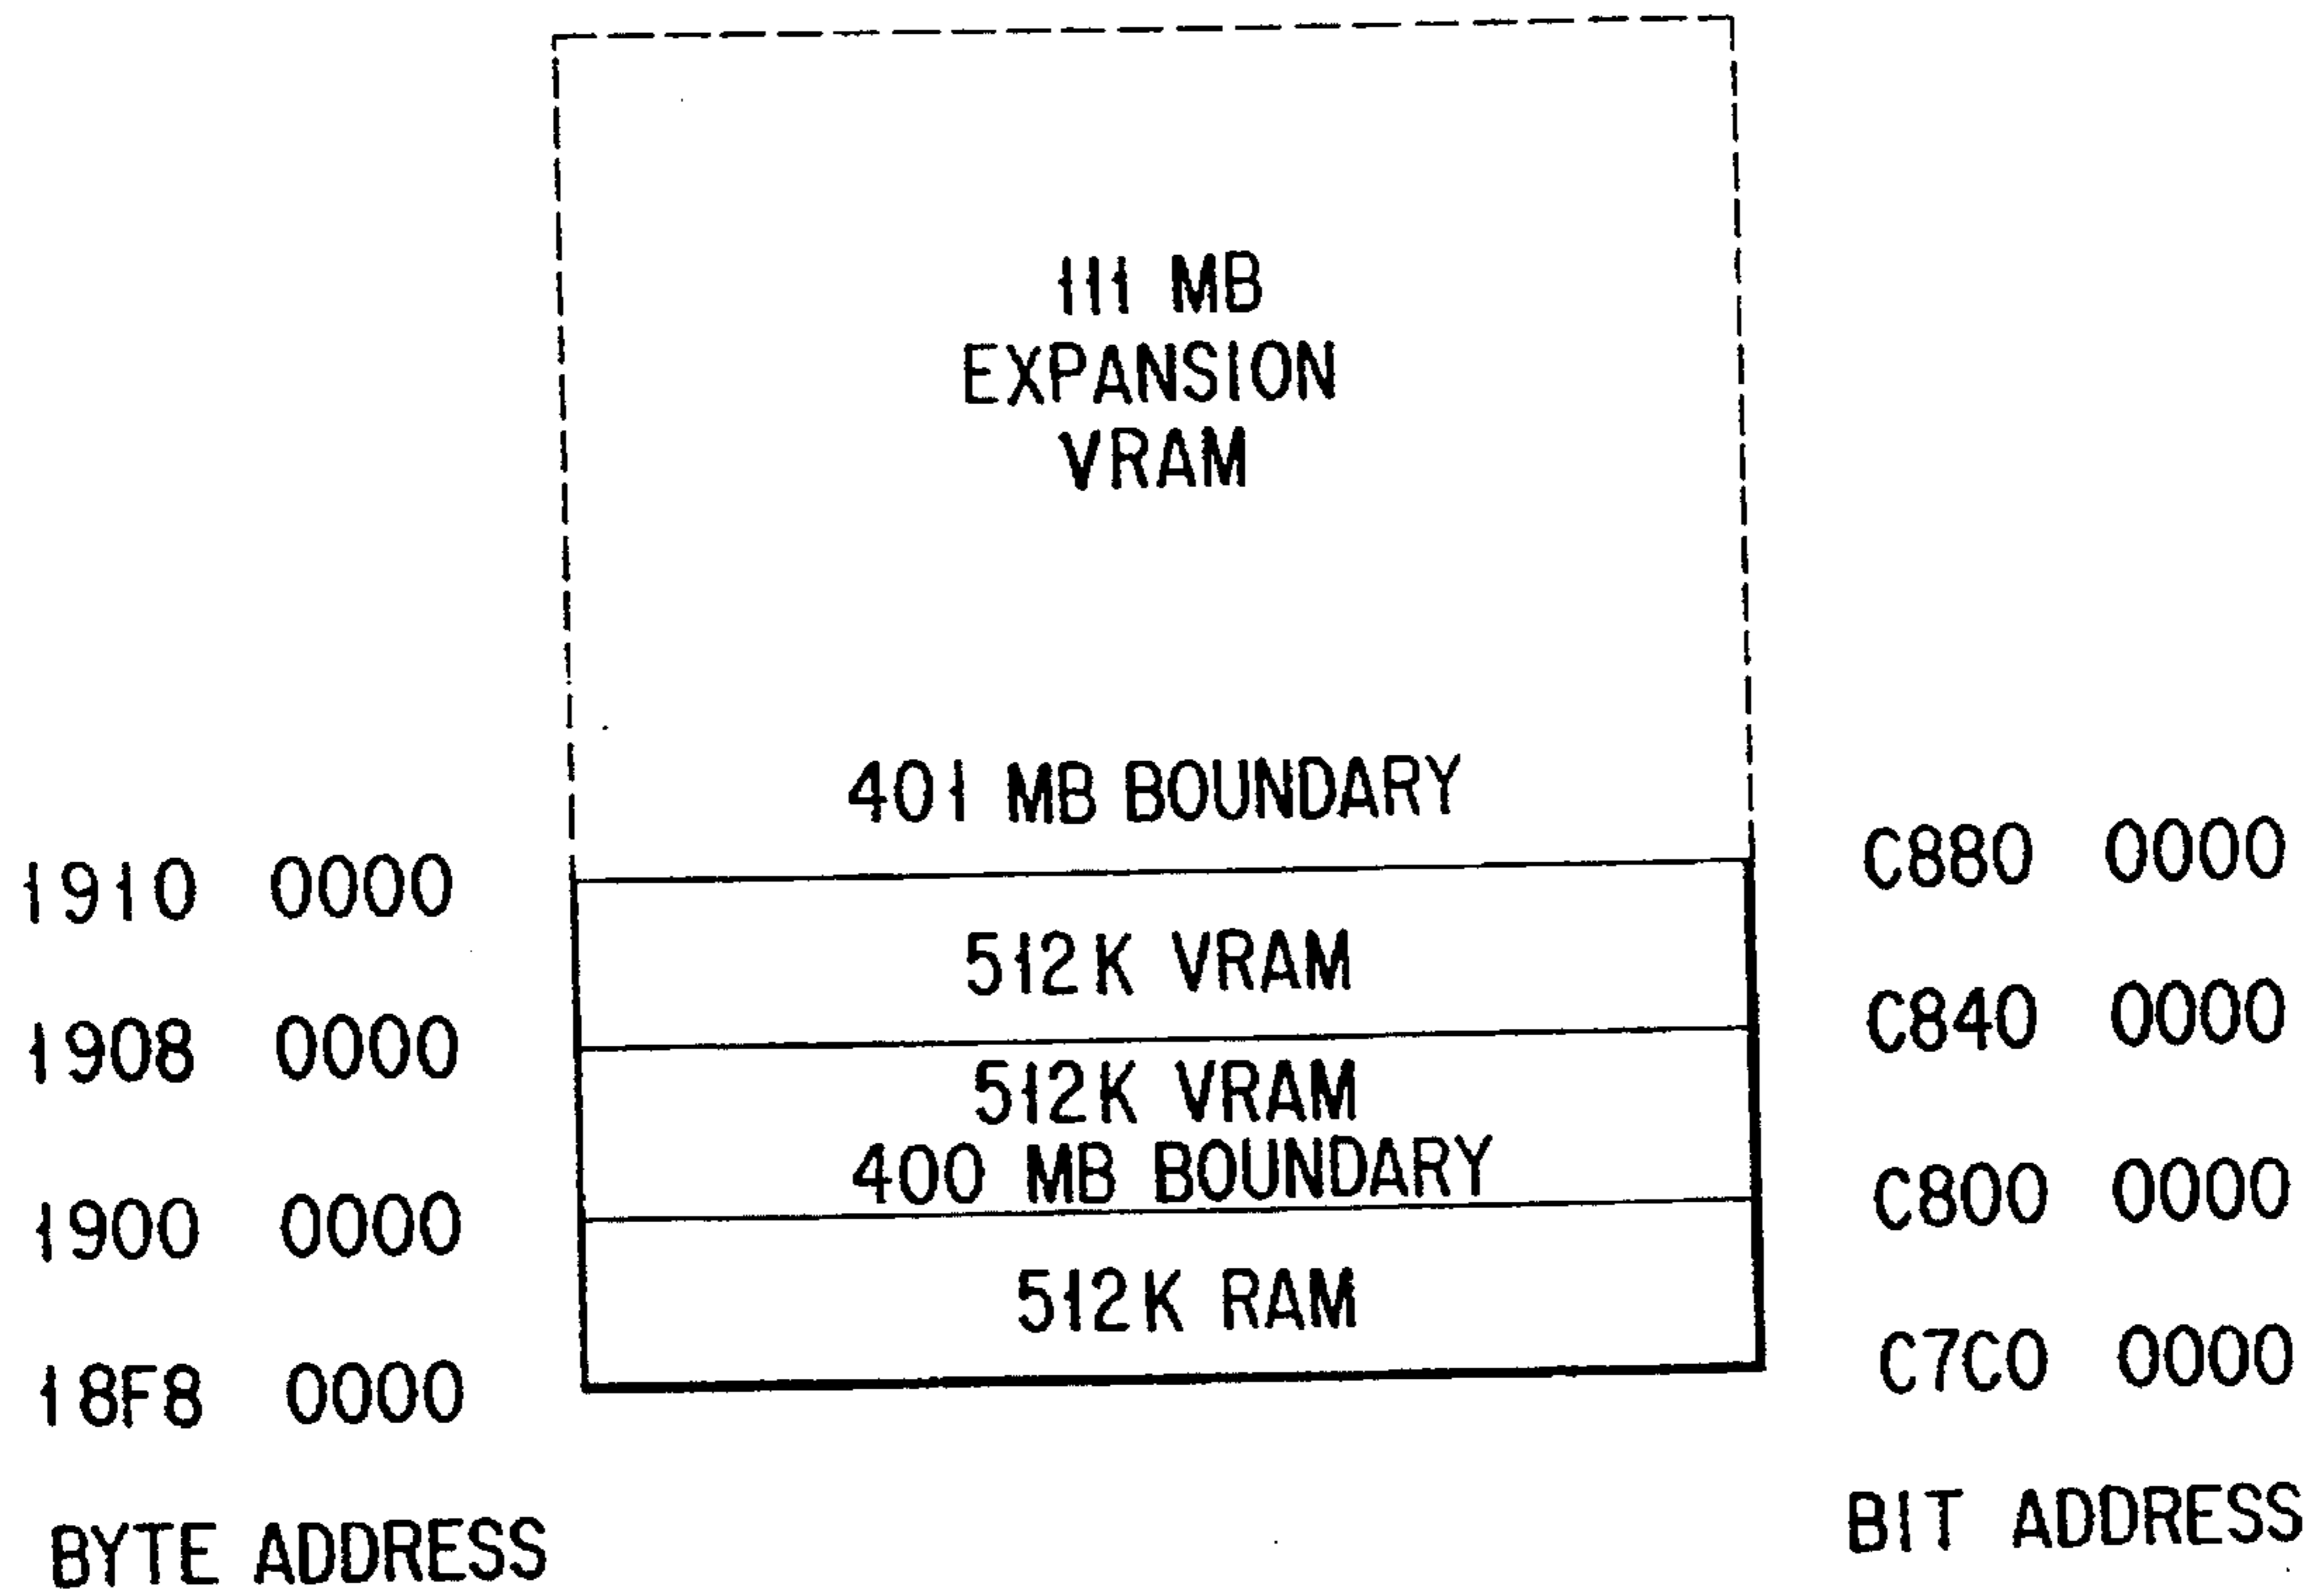 111 MB
EXPANSION
VRAM
401 MB BOUNDARY
1910 0000
C880 0000
512K VRAM
1908 0000
C840 0000
512K VRAM
400 MB BOUNDARY
1900 0000
C800 0000
512K RAM
18F8 0000
C7C0 0000
BYTE ADDRESS
BIT ADDRESS